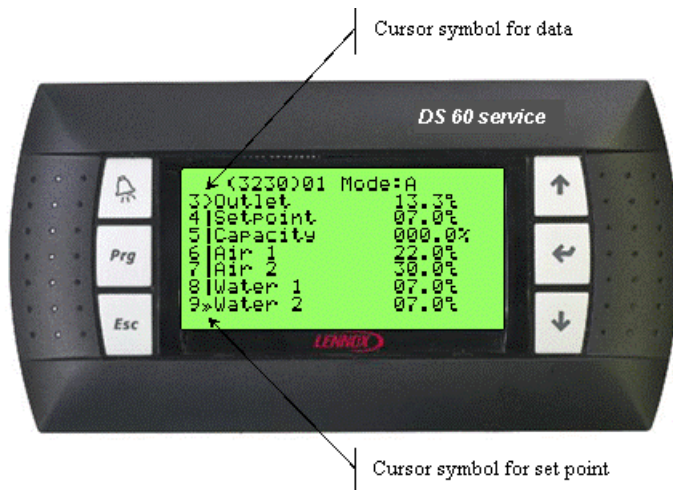 Cursor symbol for data
DS 60 service
(3230)01 Mode:A
3)Outlet 13.3℃
4|Setpoint 07.0℃
5|Capacity 000.0%
6|Air 1 22.0℃
7|Air 2 30.0℃
8|Water 1 07.0℃
9»Water 2 07.0℃
Prg
Esc
LENNOX
Cursor symbol for set point